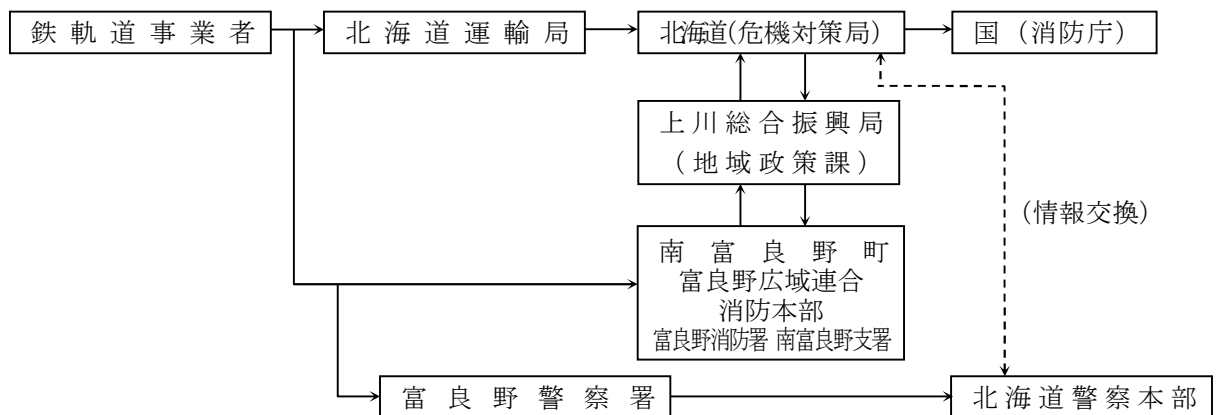 鉄軌道事業者
北海道運輸局
北海道(危機対策局)
国（消防庁）
上川総合振興局
（地域政策課）
（情報交換）
南富良野町
富良野広域連合
消防本部
富良野消防署 南富良野支署
富良野警察署
北海道警察本部